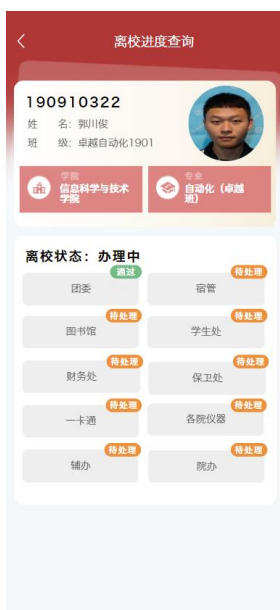 离校进度查询
190910322
姓 名：郭川俊
班 级：卓越自动化1901
学院
信息科学与技术
学院
专业
自动化（卓越
班）
离校状态：办理中
通过
待处理
团委
宿管
待处理
待处理
图书馆
学生处
待处理
待处理
财务处
保卫处
待处理
待处理
一卡通
各院仪器
待处理
待处理
辅办
院办